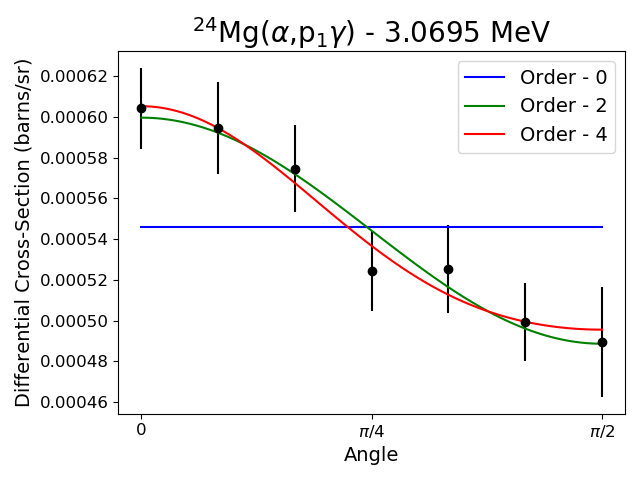 ²⁴Mg(α,p₁γ) - 3.0695 MeV
Differential Cross-Section (barns/sr)
0.00062
0.00060
0.00058
0.00056
0.00054
0.00052
0.00050
0.00048
0.00046
Order - 0
Order - 2
Order - 4
0 π/4 π/2
Angle